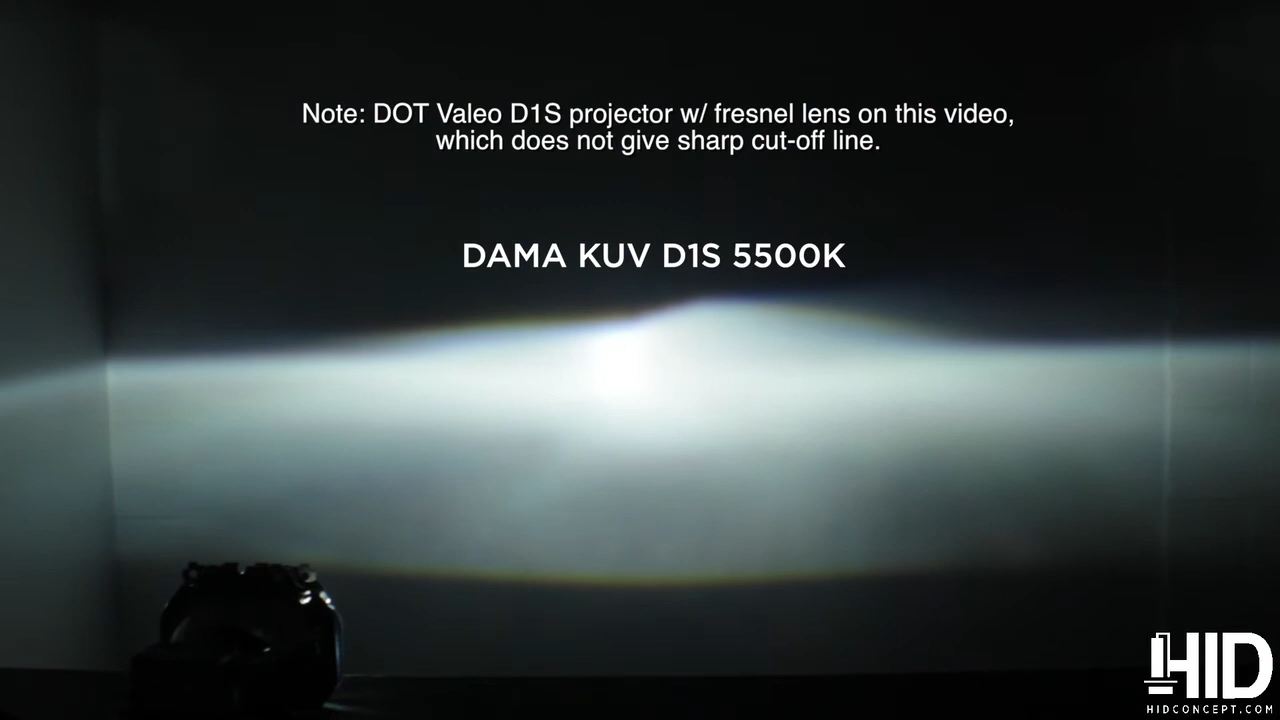 Note: DOT Valeo D1S projector w/ fresnel lens on this video,
which does not give sharp cut-off line.
DAMA KUV D1S 5500K
HID
HIDCONCEPT.COM